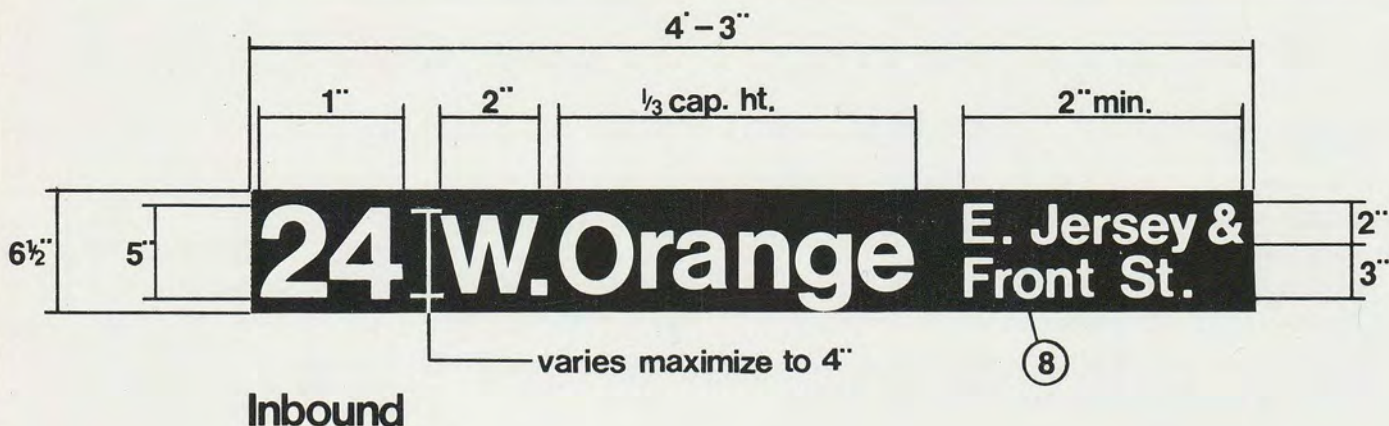 4'–3"
1" 2" ⅓ cap. ht. 2" min.
6½" 5" 24 W. Orange E. Jersey & Front St. 2" 3"
varies maximize to 4"
8
Inbound